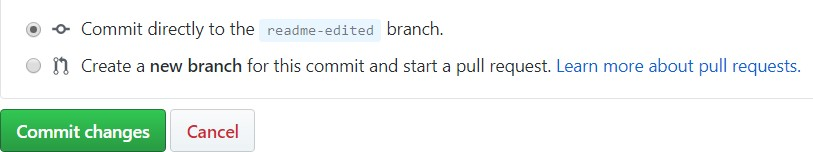 Commit directly to the readme-edited branch.
Create a new branch for this commit and start a pull request. Learn more about pull requests.
Commit changes Cancel